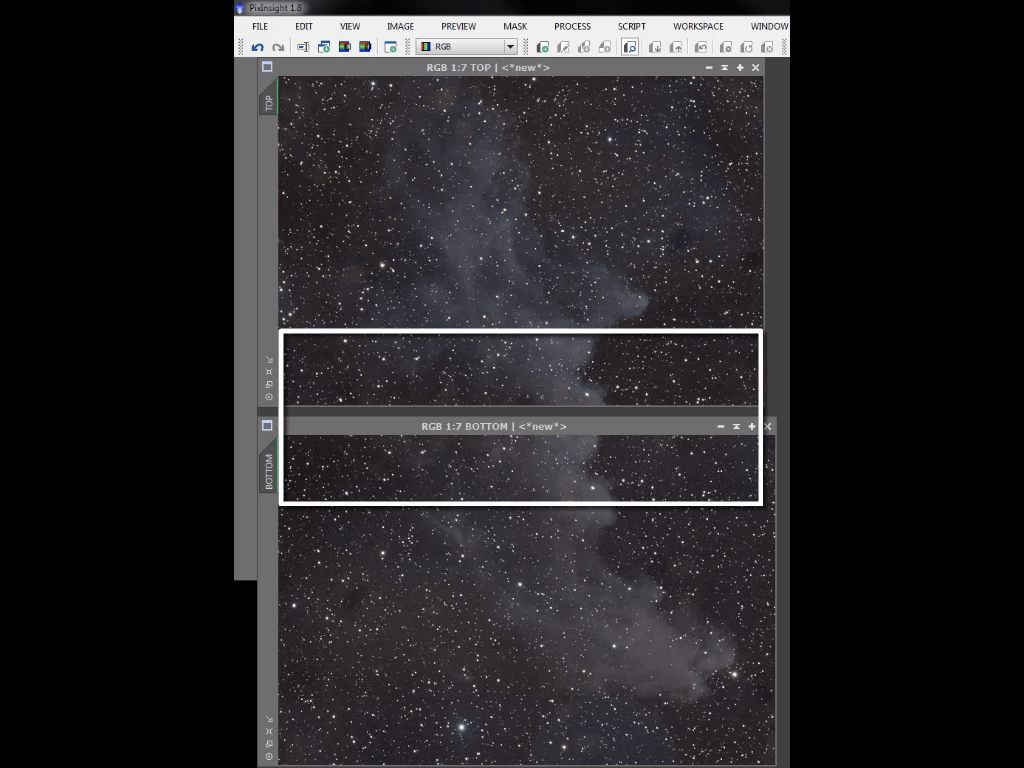 PixInsight 1.8
FILE EDIT VIEW IMAGE PREVIEW MASK PROCESS SCRIPT WORKSPACE WINDOW
RGB
RGB 1:7 TOP | <*new*>
TOP
RGB 1:7 BOTTOM | <*new*>
BOTTOM